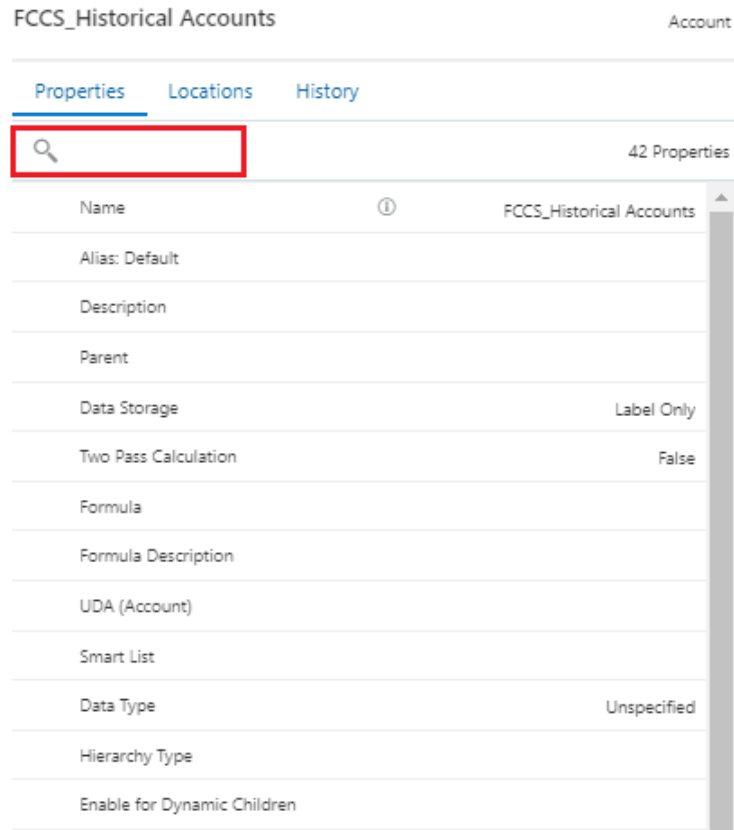 FCCS_Historical Accounts Account
Properties Locations History
42 Properties
Name FCCS_Historical Accounts
Alias: Default
Description
Parent
Data Storage Label Only
Two Pass Calculation False
Formula
Formula Description
UDA (Account)
Smart List
Data Type Unspecified
Hierarchy Type
Enable for Dynamic Children